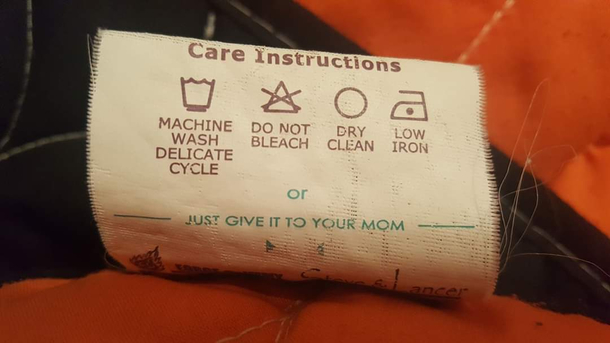 Care Instructions
MACHINE WASH DELICATE CYCLE
DO NOT BLEACH
DRY CLEAN
LOW IRON
or
JUST GIVE IT TO YOUR MOM